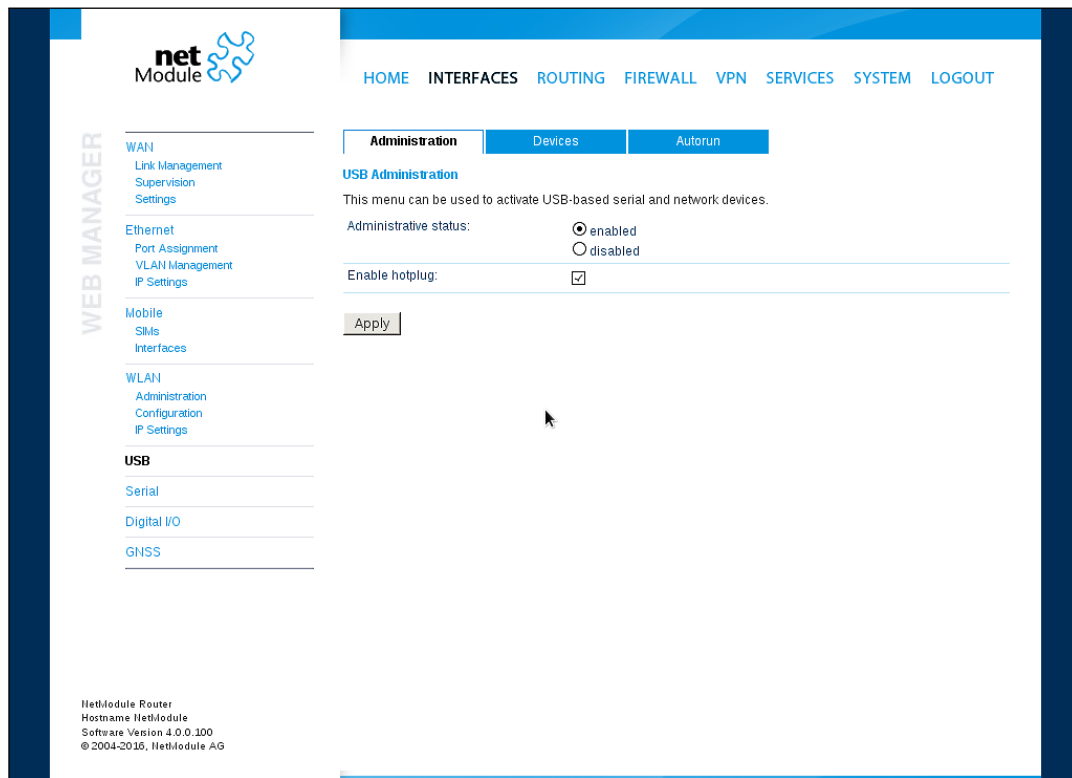 net
Module
HOME INTERFACES ROUTING FIREWALL VPN SERVICES SYSTEM LOGOUT
WEB MANAGER
WAN
Link Management
Supervision
Settings
Ethernet
Port Assignment
VLAN Management
IP Settings
Mobile
SIMs
Interfaces
WLAN
Administration
Configuration
IP Settings
USB
Serial
Digital I/O
GNSS
Administration Devices Autorun
USB Administration
This menu can be used to activate USB-based serial and network devices.
Administrative status: enabled
disabled
Enable hotplug:
Apply
NetModule Router
Hostname NetModule
Software Version 4.0.0.100
© 2004-2016, NetModule AG